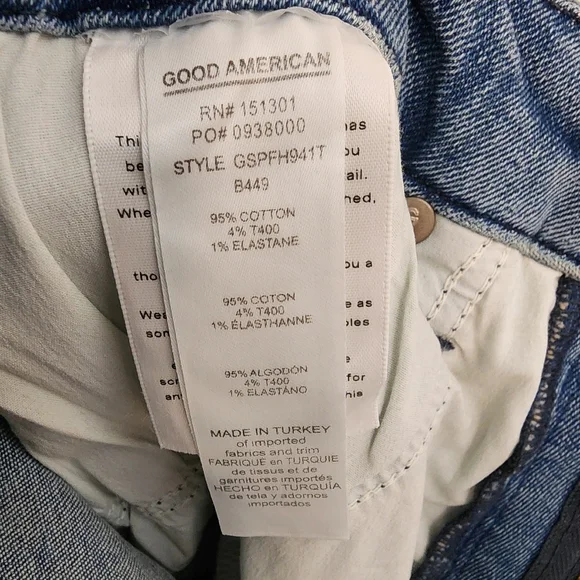 GOOD AMERICAN
RN# 151301
PO# 0938000
STYLE GSPFH941T
B449
95% COTTON
4% T400
1% ELASTANE
95% COTON
4% T400
1% ÉLASTHANNE
95% ALGODÓN
4% T400
1% ELASTANO
MADE IN TURKEY
of imported
fabrics and trim
FABRIQUÉ en TURQUIE
de tissus et de
garnitures importés
HECHO en TURQUIA
de tela y adornos
importados